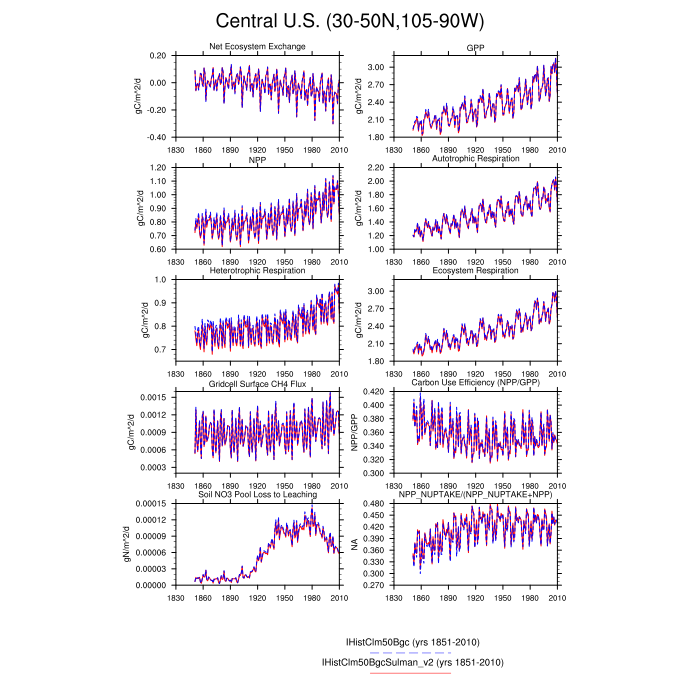 Central U.S. (30-50N,105-90W)
Net Ecosystem Exchange
gC/m^2/d
0.20
0.00
-0.20
-0.40
1830 1860 1890 1920 1950 1980 2010
GPP
gC/m^2/d
3.00
2.70
2.40
2.10
1.80
1830 1860 1890 1920 1950 1980 2010
NPP
gC/m^2/d
1.20
1.10
1.00
0.90
0.80
0.70
0.60
1830 1860 1890 1920 1950 1980 2010
Autotrophic Respiration
gC/m^2/d
2.20
2.00
1.80
1.60
1.40
1.20
1.00
1830 1860 1890 1920 1950 1980 2010
Heterotrophic Respiration
gC/m^2/d
1.0
0.9
0.8
0.7
1830 1860 1890 1920 1950 1980 2010
Ecosystem Respiration
gC/m^2/d
3.00
2.70
2.40
2.10
1.80
1830 1860 1890 1920 1950 1980 2010
Gridcell Surface CH4 Flux
gC/m^2/d
0.0015
0.0012
0.0009
0.0006
0.0003
1830 1860 1890 1920 1950 1980 2010
Carbon Use Efficiency (NPP/GPP)
NPP/GPP
0.420
0.400
0.380
0.360
0.340
0.320
0.300
1830 1860 1890 1920 1950 1980 2010
Soil NO3 Pool Loss to Leaching
gN/m^2/d
0.00015
0.00012
0.00009
0.00006
0.00003
0.00000
1830 1860 1890 1920 1950 1980 2010
NPP_NUPTAKE/(NPP_NUPTAKE+NPP)
NA
0.480
0.450
0.420
0.390
0.360
0.330
0.300
0.270
1830 1860 1890 1920 1950 1980 2010
IHistClm50Bgc (yrs 1851-2010)
IHistClm50BgcSulman_v2 (yrs 1851-2010)